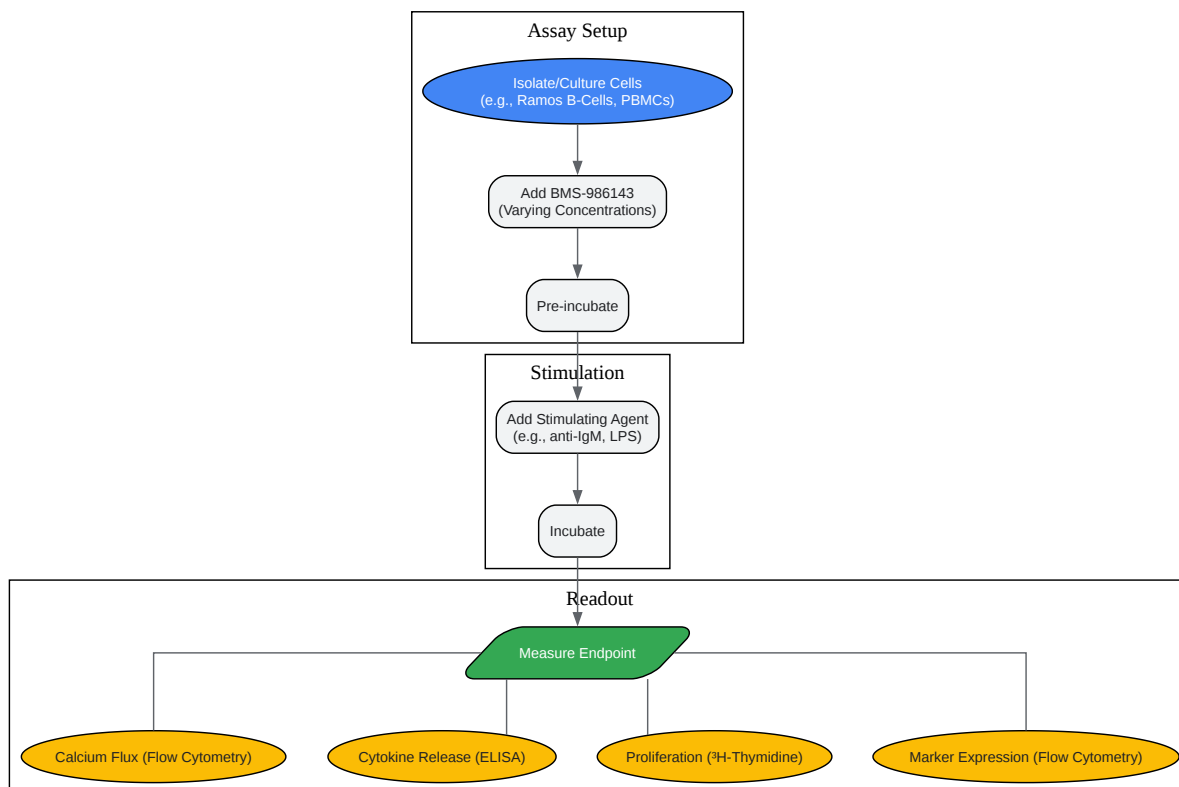 Assay Setup
Isolate/Culture Cells
(e.g., Ramos B-Cells, PBMCs)
Add BMS-986143
(Varying Concentrations)
Pre-incubate
Stimulation
Add Stimulating Agent
(e.g., anti-IgM, LPS)
Incubate
Readout
Measure Endpoint
Calcium Flux (Flow Cytometry)
Cytokine Release (ELISA)
Proliferation (³H-Thymidine)
Marker Expression (Flow Cytometry)